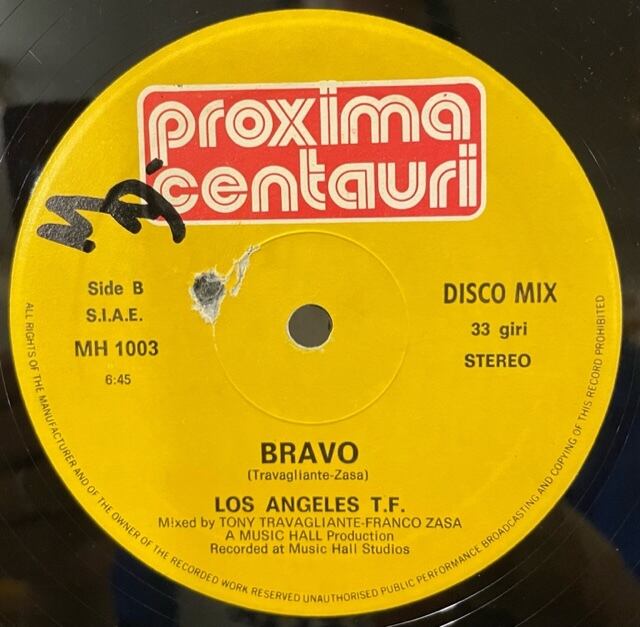 proxima
centauri
Side B
S.I.A.E.
MH 1003
6:45
DISCO MIX
33 giri
STEREO
BRAVO
(Travagliante-Zasa)
LOS ANGELES T.F.
Mixed by TONY TRAVAGLIANTE-FRANCO ZASA
A MUSIC HALL Production
Recorded at Music Hall Studios
ALL RIGHTS OF THE MANUFACTURER AND OF THE OWNER OF THE RECORDED WORK RESERVED UNAUTHORISED PUBLIC PERFORMANCE BROADCASTING AND COPYING OF THIS RECORD PROHIBITED